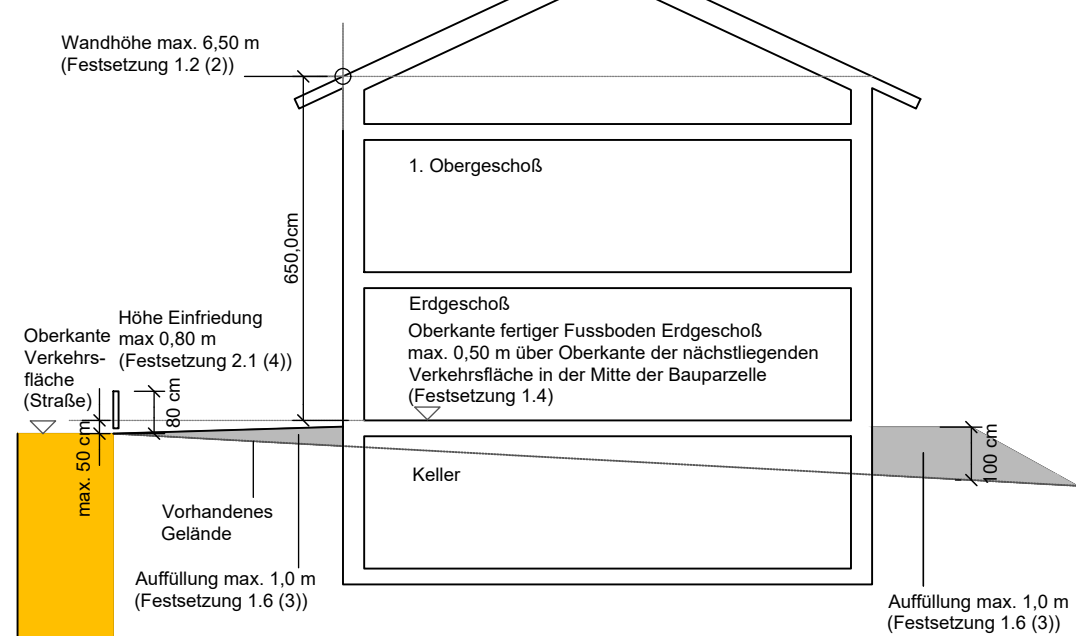 Wandhöhe max. 6,50 m
(Festsetzung 1.2 (2))
1. Obergeschoß
650,0cm
Erdgeschoß
Oberkante fertiger Fussboden Erdgeschoß
max. 0,50 m über Oberkante der nächstliegenden
Verkehrsfläche in der Mitte der Bauparzelle
(Festsetzung 1.4)
Höhe Einfriedung
max 0,80 m
(Festsetzung 2.1 (4))
Oberkante
Verkehrs-
fläche
(Straße)
80 cm
max. 50 cm
100 cm
Keller
Vorhandenes
Gelände
Auffüllung max. 1,0 m
(Festsetzung 1.6 (3))
Auffüllung max. 1,0 m
(Festsetzung 1.6 (3))